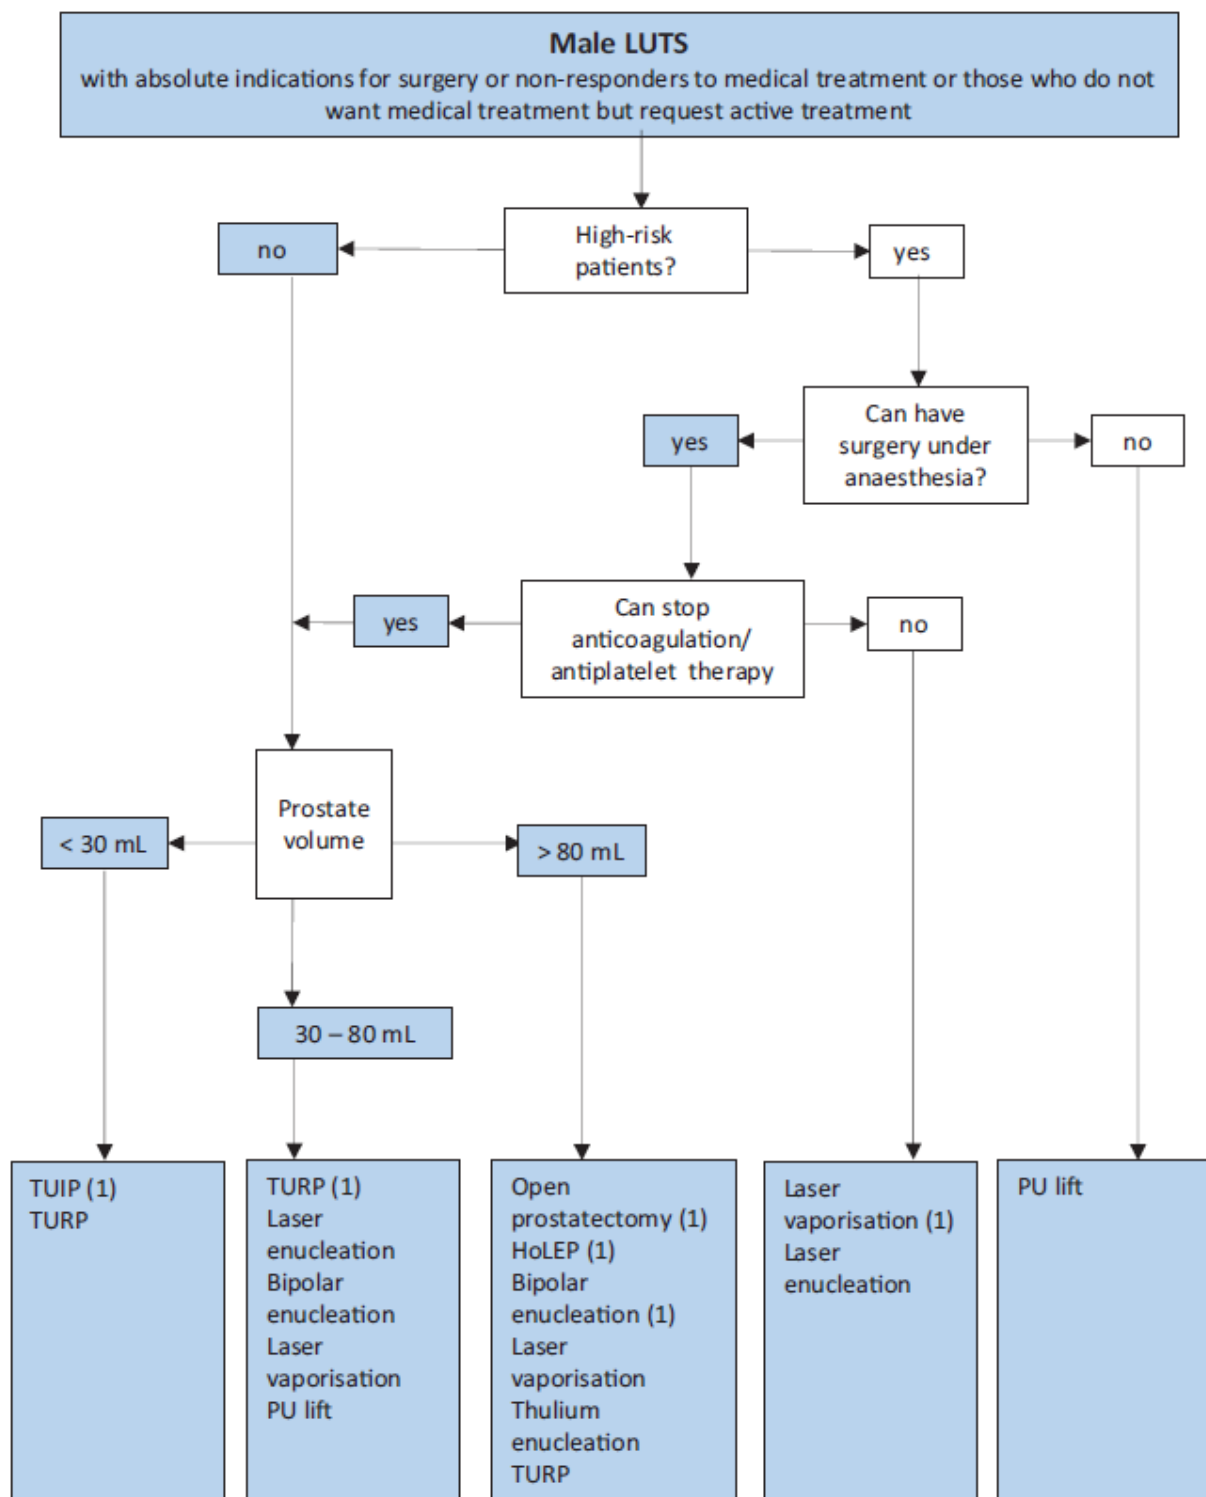 Male LUTS
with absolute indications for surgery or non-responders to medical treatment or those who do not
want medical treatment but request active treatment
High-risk
patients?
no
yes
Can have
surgery under
anaesthesia?
yes
no
Can stop
anticoagulation/
antiplatelet therapy
yes
no
Prostate
volume
< 30 mL
> 80 mL
30 – 80 mL
TUIP (1)
TURP
TURP (1)
Laser
enucleation
Bipolar
enucleation
Laser
vaporisation
PU lift
Open
prostatectomy (1)
HoLEP (1)
Bipolar
enucleation (1)
Laser
vaporisation
Thulium
enucleation
TURP
Laser
vaporisation (1)
Laser
enucleation
PU lift